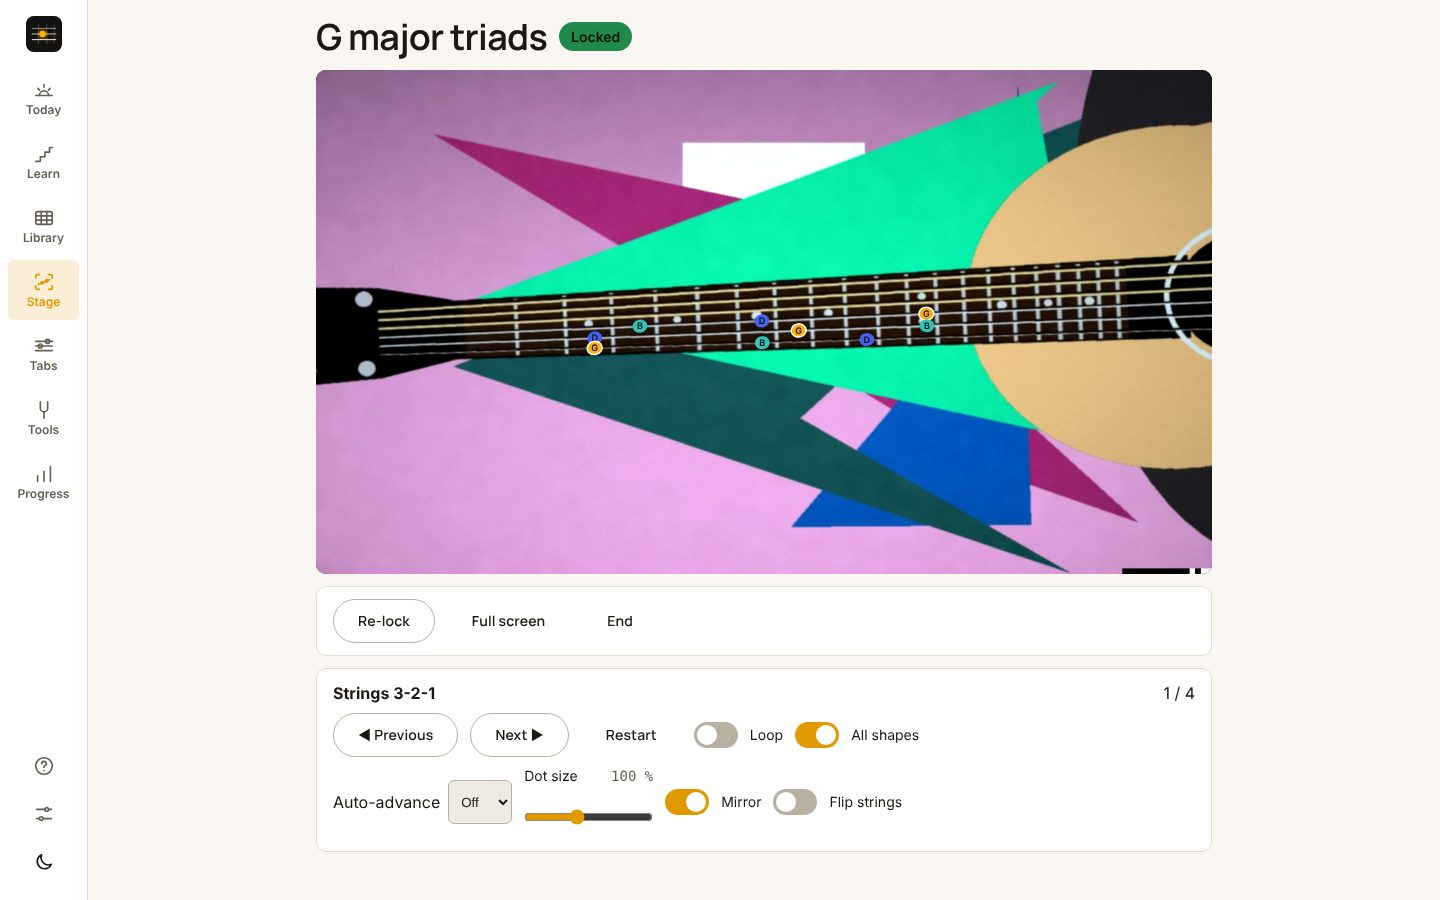 G major triads Locked
Today
Learn
Library
Stage
Tabs
Tools
Progress
D
G
B
D
B
G
D
G
B
Re-lock Full screen End
Strings 3-2-1 1 / 4
◀ Previous Next ▶ Restart Loop All shapes
Dot size 100 %
Auto-advance Off Mirror Flip strings